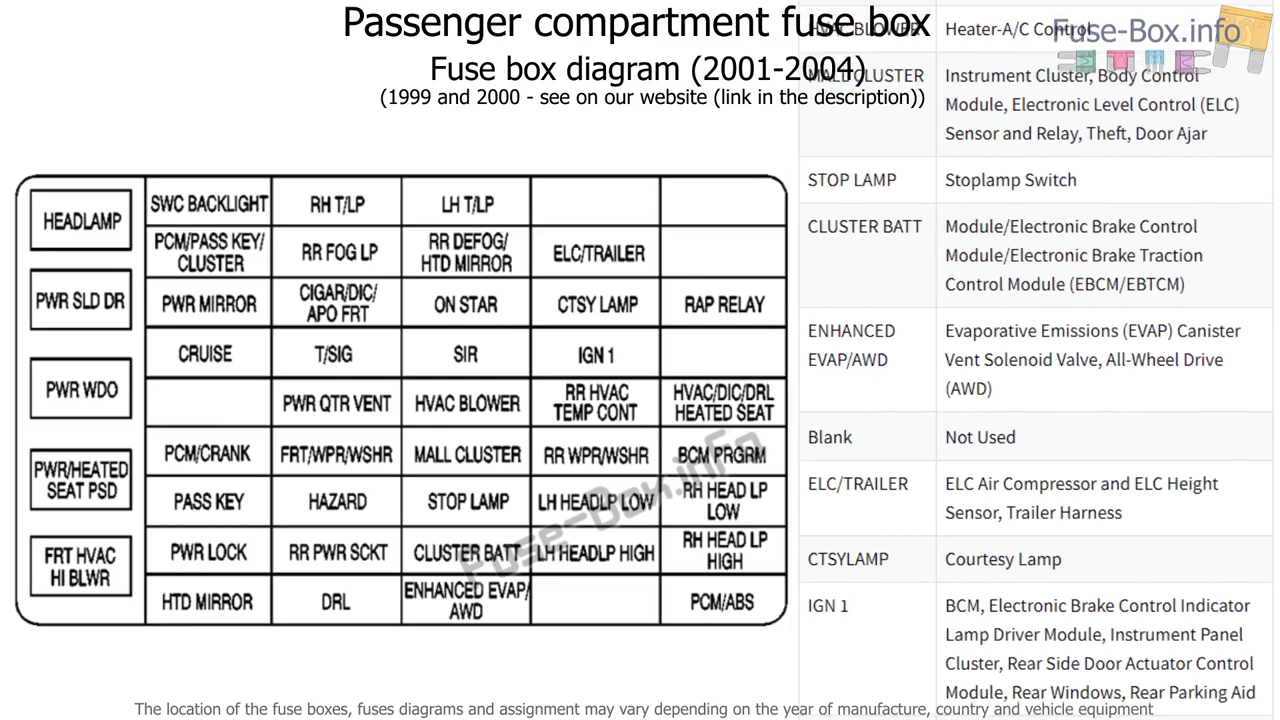 Passenger compartment fuse box
Fuse box diagram (2001-2004)
(1999 and 2000 - see on our website (link in the description))
Fuse-Box.info
HEADLAMP
PWR SLD DR
PWR WDO
PWR/HEATED
SEAT PSD
FRT HVAC
HI BLWR
SWC BACKLIGHT
RH T/LP
LH T/LP
PCM/PASS KEY/
CLUSTER
RR FOG LP
RR DEFOG/
HTD MIRROR
ELC/TRAILER
PWR MIRROR
CIGAR/DIC/
APO FRT
ON STAR
CTSY LAMP
RAP RELAY
CRUISE
T/SIG
SIR
IGN 1
PWR QTR VENT
HVAC BLOWER
RR HVAC
TEMP CONT
HVAC/DIC/DRL
HEATED SEAT
PCM/CRANK
FRT/WPR/WSHR
MALL CLUSTER
RR WPR/WSHR
BCM PRGRM
PASS KEY
HAZARD
STOP LAMP
LH HEADLP LOW
RH HEAD LP
LOW
PWR LOCK
RR PWR SCKT
CLUSTER BATT
LH HEADLP HIGH
RH HEAD LP
HIGH
HTD MIRROR
DRL
ENHANCED EVAP/
AWD
PCM/ABS
Fuse-Box.info
HVAC BLOWER
Heater-A/C Control
MALL CLUSTER
Instrument Cluster, Body Control
Module, Electronic Level Control (ELC)
Sensor and Relay, Theft, Door Ajar
STOP LAMP
Stoplamp Switch
CLUSTER BATT
Module/Electronic Brake Control
Module/Electronic Brake Traction
Control Module (EBCM/EBTCM)
ENHANCED
EVAP/AWD
Evaporative Emissions (EVAP) Canister
Vent Solenoid Valve, All-Wheel Drive
(AWD)
Blank
Not Used
ELC/TRAILER
ELC Air Compressor and ELC Height
Sensor, Trailer Harness
CTSYLAMP
Courtesy Lamp
IGN 1
BCM, Electronic Brake Control Indicator
Lamp Driver Module, Instrument Panel
Cluster, Rear Side Door Actuator Control
Module, Rear Windows, Rear Parking Aid
The location of the fuse boxes, fuses diagrams and assignment may vary depending on the year of manufacture, country and vehicle equipment